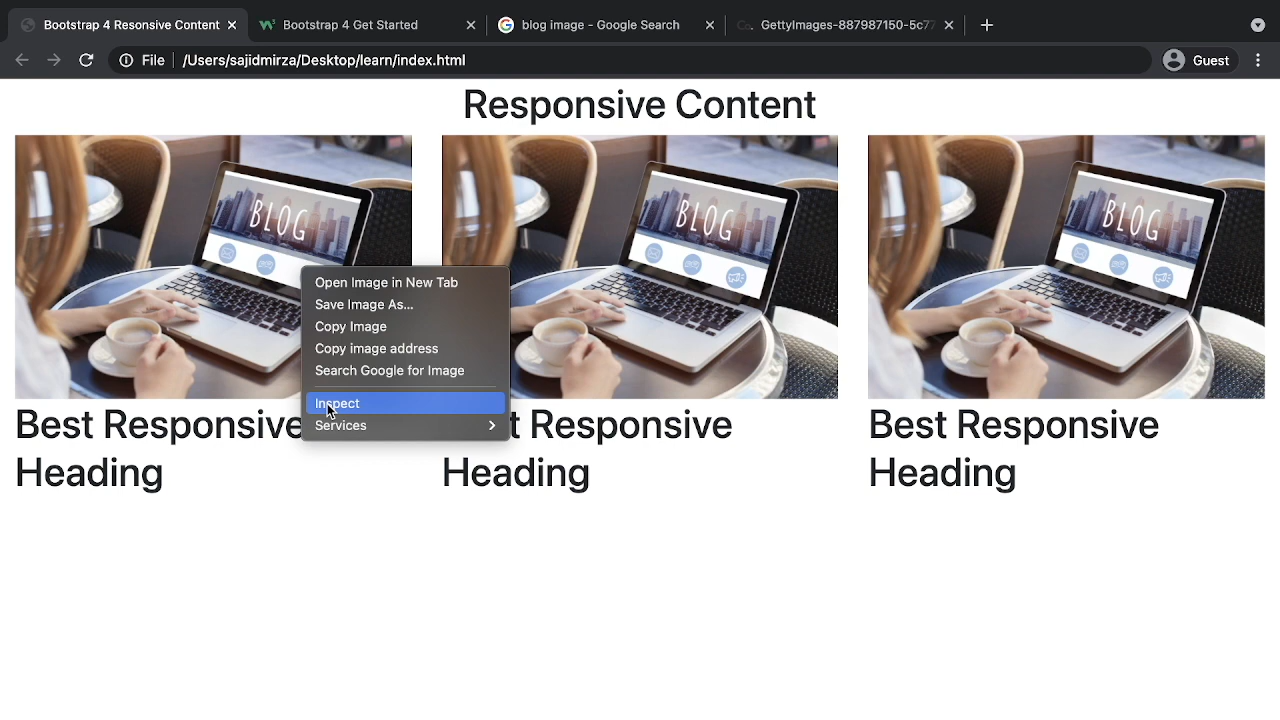 Bootstrap 4 Resonsive Content
Bootstrap 4 Get Started
blog image - Google Search
GettyImages-887987150-5c77
File
/Users/sajidmirza/Desktop/learn/index.html
Guest
Responsive Content
BLOG
BLOG
BLOG
Open Image in New Tab
Save Image As...
Copy Image
Copy image address
Search Google for Image
Inspect
Services
Best Responsive
Heading
t Responsive
Heading
Best Responsive
Heading